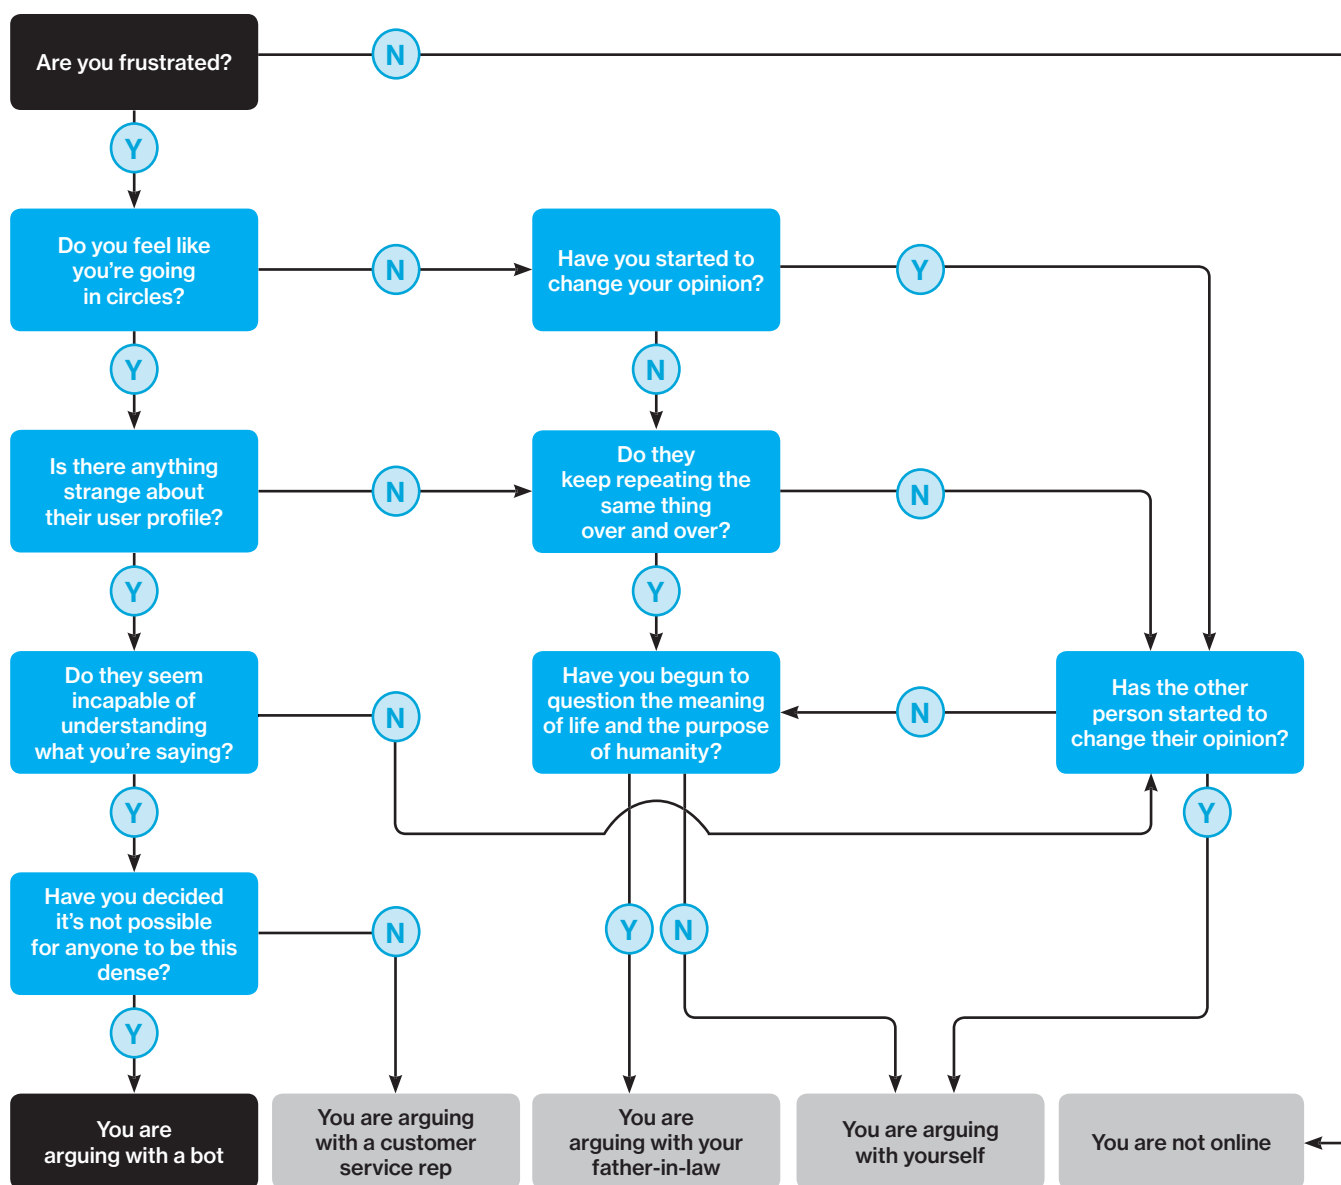 Are you frustrated?
N
Y
Do you feel like
you’re going
in circles?
N
Have you started to
change your opinion?
Y
Y
N
Is there anything
strange about
their user profile?
N
Do they
keep repeating the
same thing
over and over?
N
Y
Y
Do they seem
incapable of
understanding
what you’re saying?
N
Have you begun to
question the meaning
of life and the purpose
of humanity?
N
Has the other
person started to
change their opinion?
Y
Y
Have you decided
it’s not possible
for anyone to be this
dense?
N
Y
N
Y
You are
arguing with a bot
You are arguing
with a customer
service rep
You are
arguing with your
father-in-law
You are arguing
with yourself
You are not online